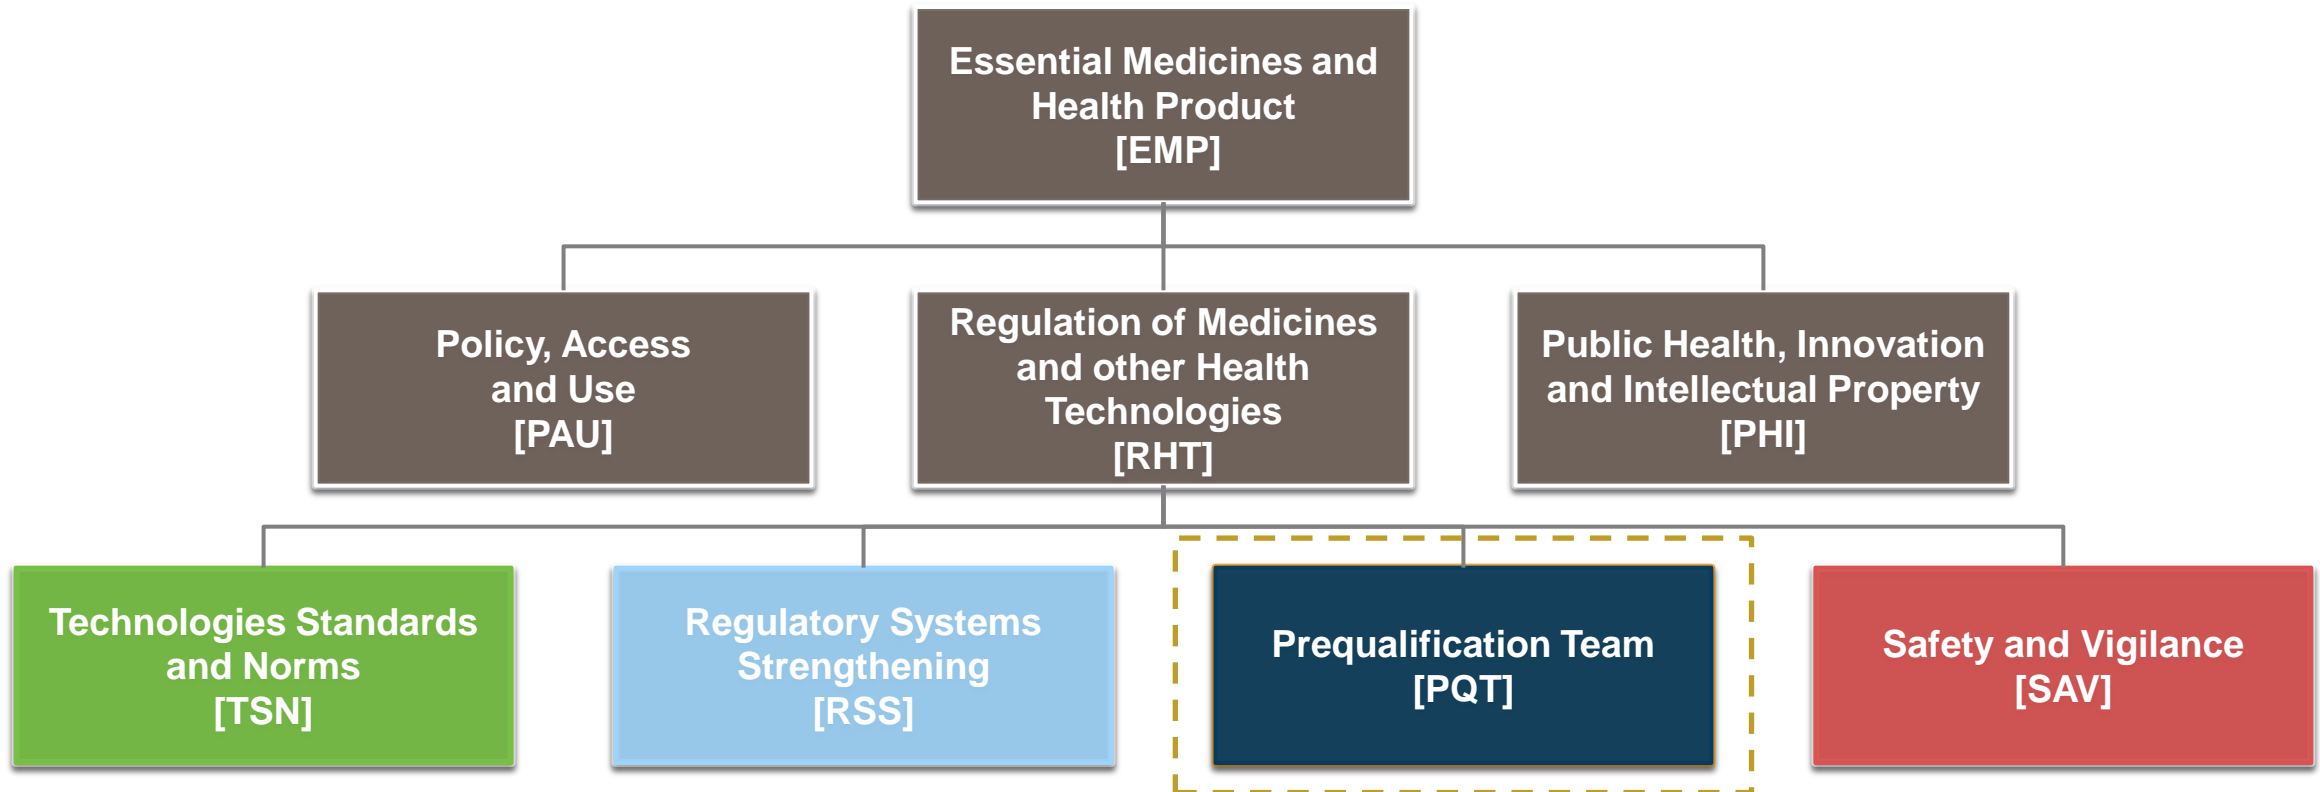 Essential Medicines and
Health Product
[EMP]
Policy, Access
and Use
[PAU]
Regulation of Medicines
and other Health
Technologies
[RHT]
Public Health, Innovation
and Intellectual Property
[PHI]
Technologies Standards
and Norms
[TSN]
Regulatory Systems
Strengthening
[RSS]
Prequalification Team
[PQT]
Safety and Vigilance
[SAV]